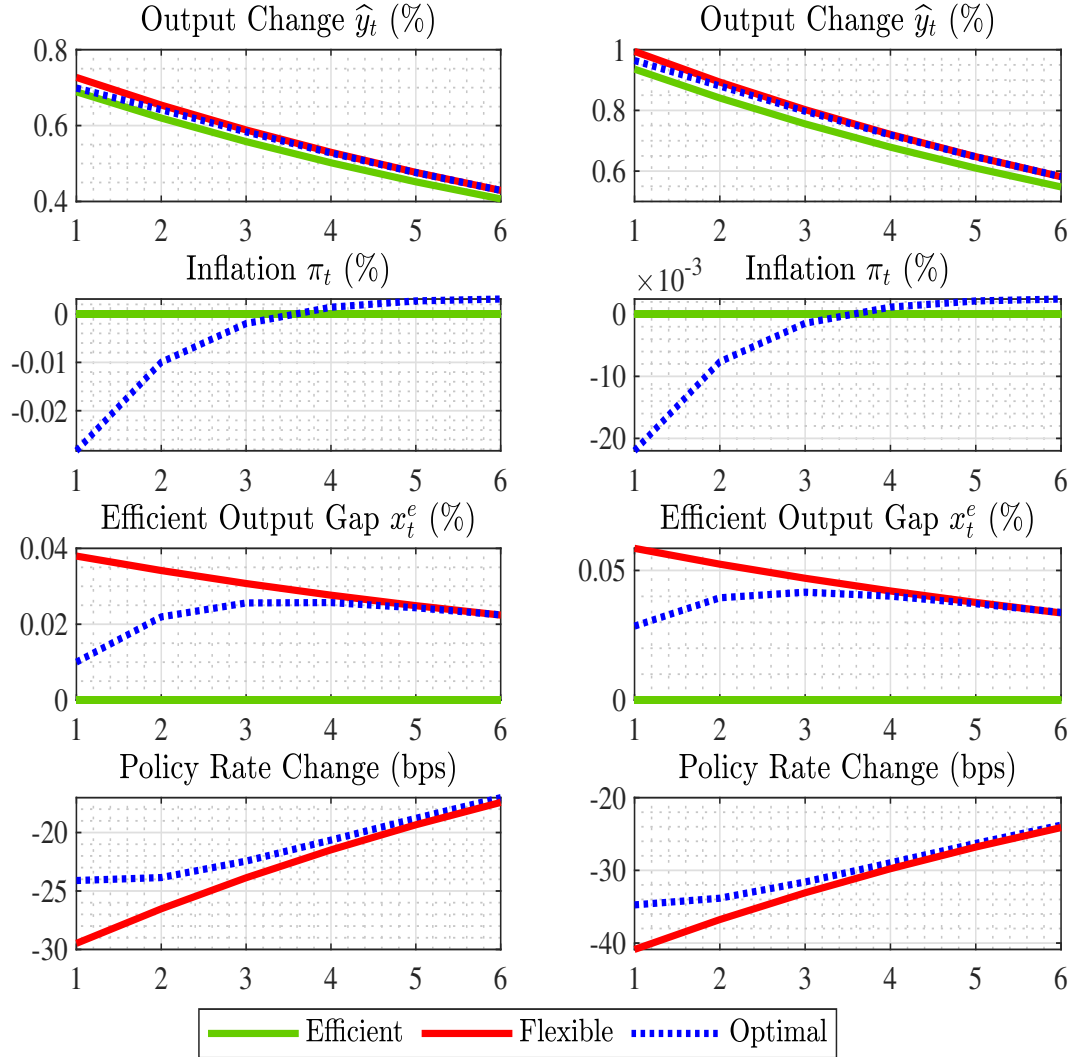 Output Change ŷ_t (%)
0.8
0.6
0.4
1 2 3 4 5 6
Output Change ŷ_t (%)
1
0.8
0.6
1 2 3 4 5 6
Inflation π_t (%)
0
-0.01
-0.02
1 2 3 4 5 6
×10⁻³ Inflation π_t (%)
0
-10
-20
1 2 3 4 5 6
Efficient Output Gap x_t^e (%)
0.04
0.02
0
1 2 3 4 5 6
Efficient Output Gap x_t^e (%)
0.05
0
1 2 3 4 5 6
Policy Rate Change (bps)
-20
-25
-30
1 2 3 4 5 6
Policy Rate Change (bps)
-20
-30
-40
1 2 3 4 5 6
Efficient Flexible Optimal